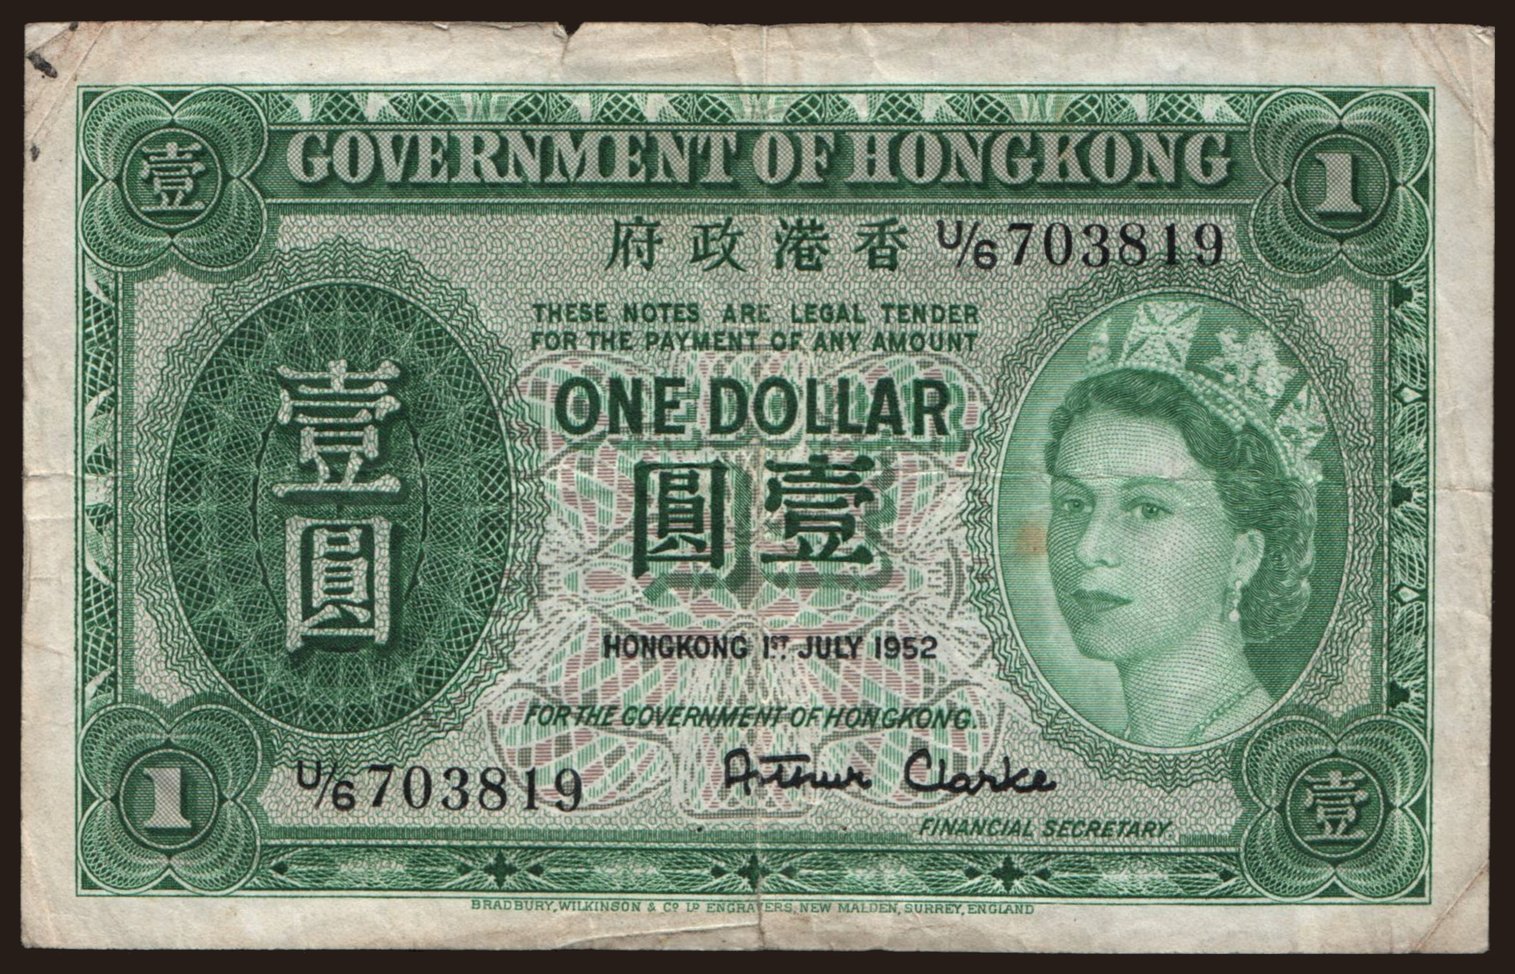 壹
GOVERNMENT OF HONGKONG
1
府政港香
U/6 703819
THESE NOTES ARE LEGAL TENDER
FOR THE PAYMENT OF ANY AMOUNT
ONE DOLLAR
圓壹
壹
圓
HONGKONG 1ST JULY 1952
FOR THE GOVERNMENT OF HONGKONG.
1
U/6 703819
Arthur Clarke
FINANCIAL SECRETARY.
壹
BRADBURY, WILKINSON & Co Ld ENGRAVERS, NEW MALDEN, SURREY, ENGLAND